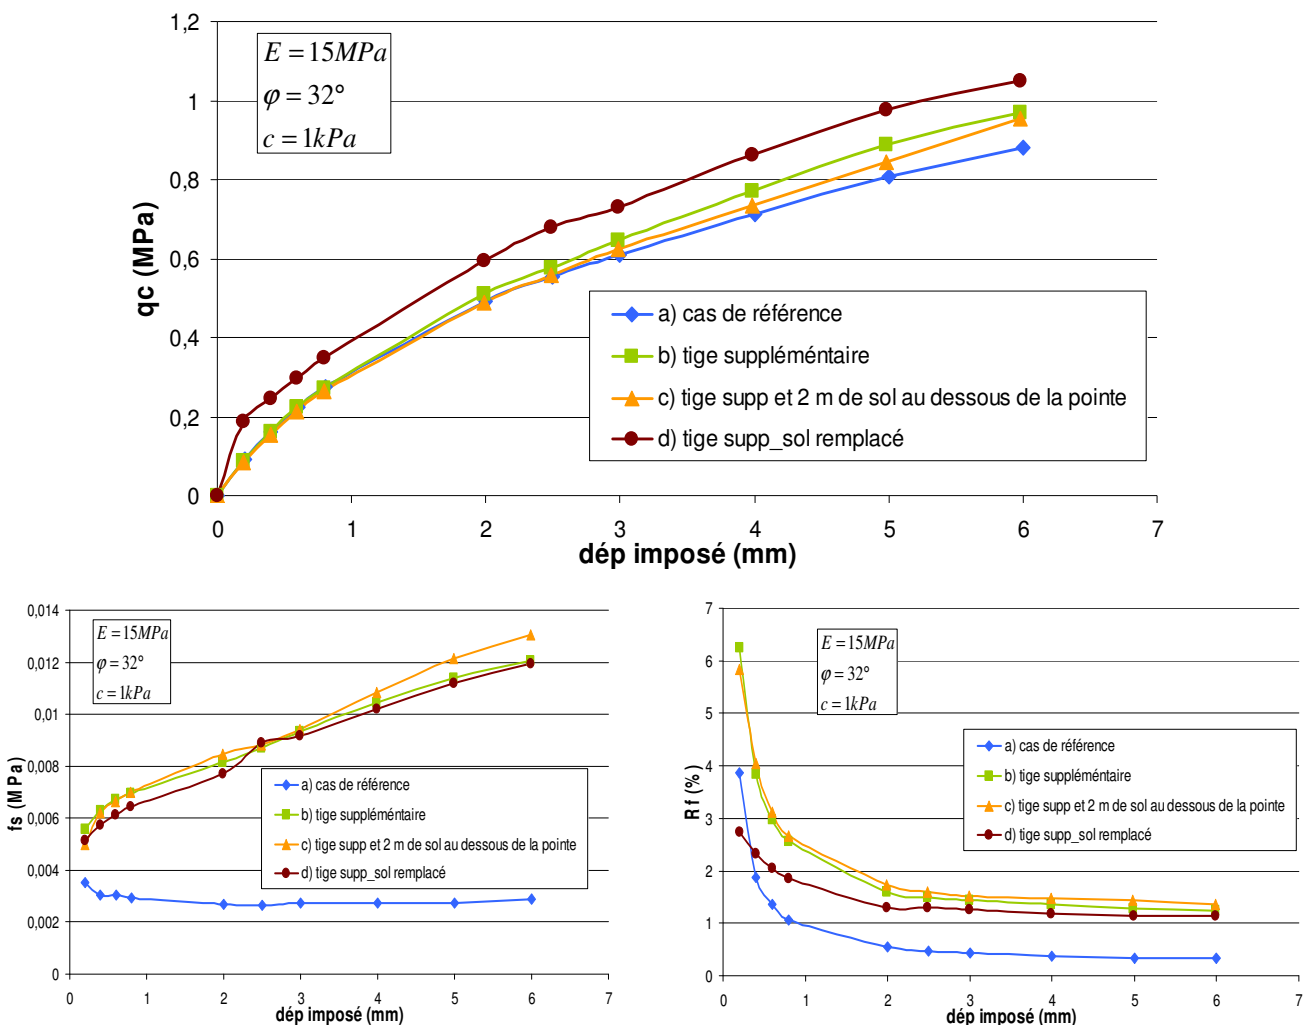 1,2
1
0,8
0,6
0,4
0,2
0
qc (MPa)
E = 15MPa
φ = 32°
c = 1kPa
a) cas de référence
b) tige suppléméntaire
c) tige supp et 2 m de sol au dessous de la pointe
d) tige supp_sol remplacé
0 1 2 3 4 5 6 7
dép imposé (mm)
0,014
0,012
0,01
0,008
0,006
0,004
0,002
0
fs (M Pa)
E = 15MPa
φ = 32°
c = 1kPa
a) cas de référence
b) tige suppléméntaire
c) tige supp et 2 m de sol au dessous de la pointe
d) tige supp_sol remplacé
0 1 2 3 4 5 6 7
dép imposé (mm)
7
6
5
4
3
2
1
0
Rf (%)
E = 15MPa
φ = 32°
c = 1kPa
a) cas de référence
b) tige suppléméntaire
c) tige supp et 2 m de sol au dessous de la pointe
d) tige supp_sol remplacé
0 1 2 3 4 5 6 7
dép imposé (mm)